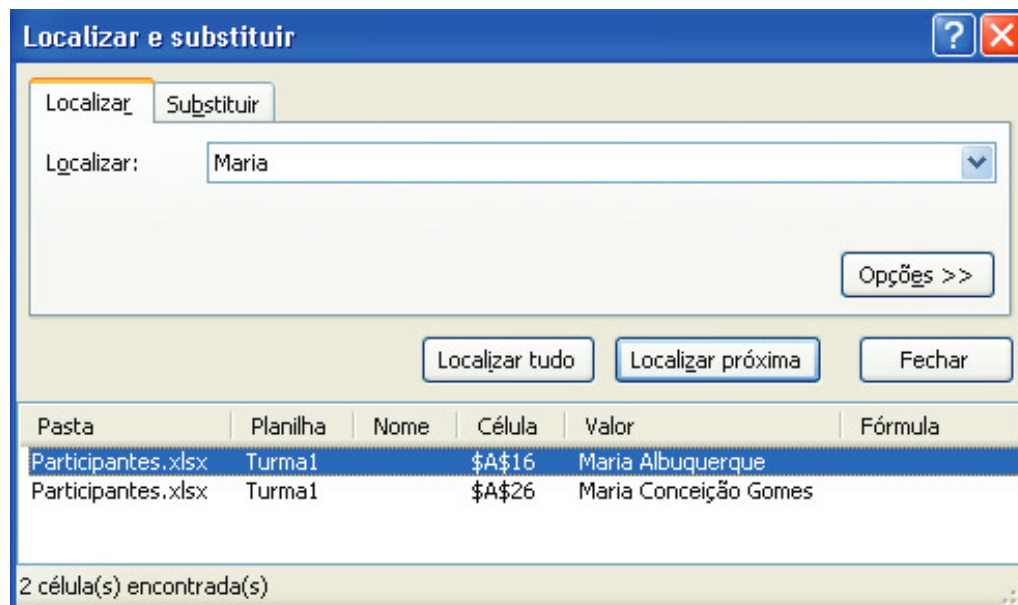 Localizar e substituir
Localizar Substituir
Localizar: Maria
Opções >>
Localizar tudo Localizar próxima Fechar
Pasta Planilha Nome Célula Valor Fórmula
Participantes.xlsx Turma1 $A$16 Maria Albuquerque
Participantes.xlsx Turma1 $A$26 Maria Conceição Gomes
2 célula(s) encontrada(s)